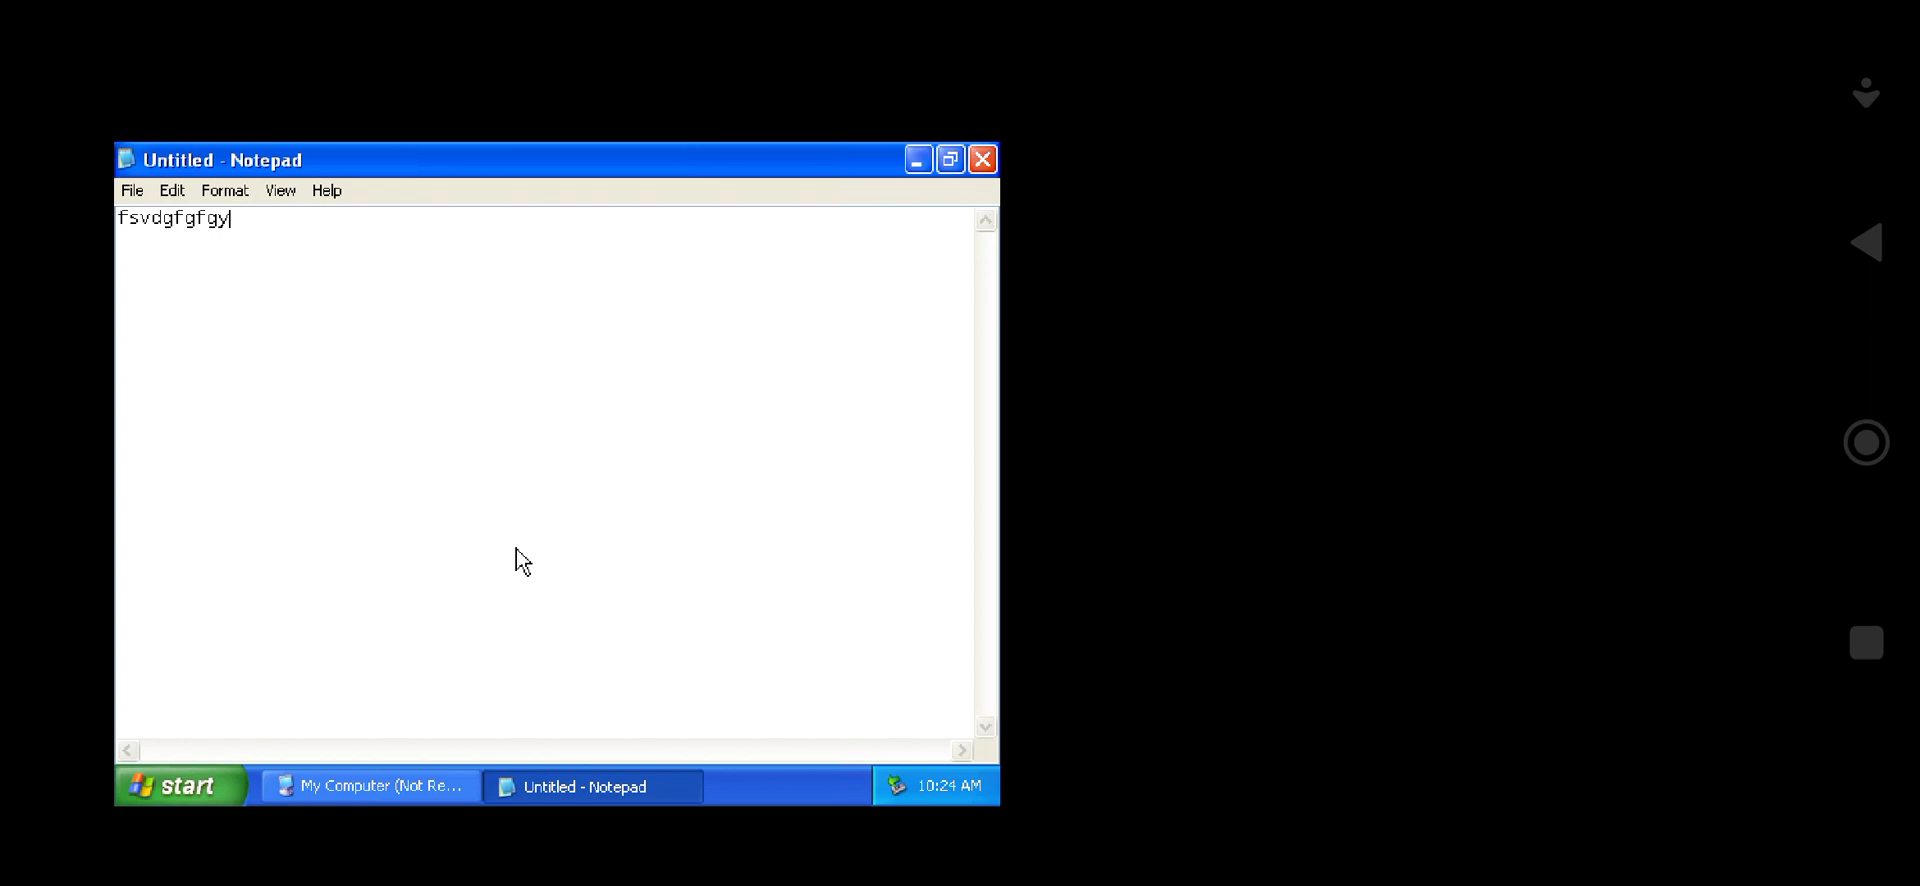 Untitled - Notepad
File Edit Format View Help
fsvdgfgfgy
start My Computer (Not Re... Untitled - Notepad 10:24 AM